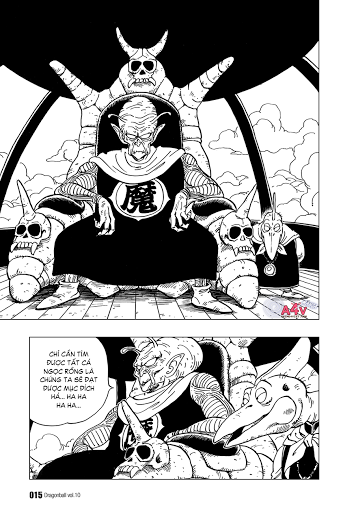 魔
A4V
CHỈ CẦN TÌM
ĐƯỢC TẤT CẢ
NGỌC RỒNG LÀ
CHÚNG TA SẼ ĐẠT
ĐƯỢC MỤC ĐÍCH
HÁ... HA HA
HA HA...
015 Dragonball vol.10